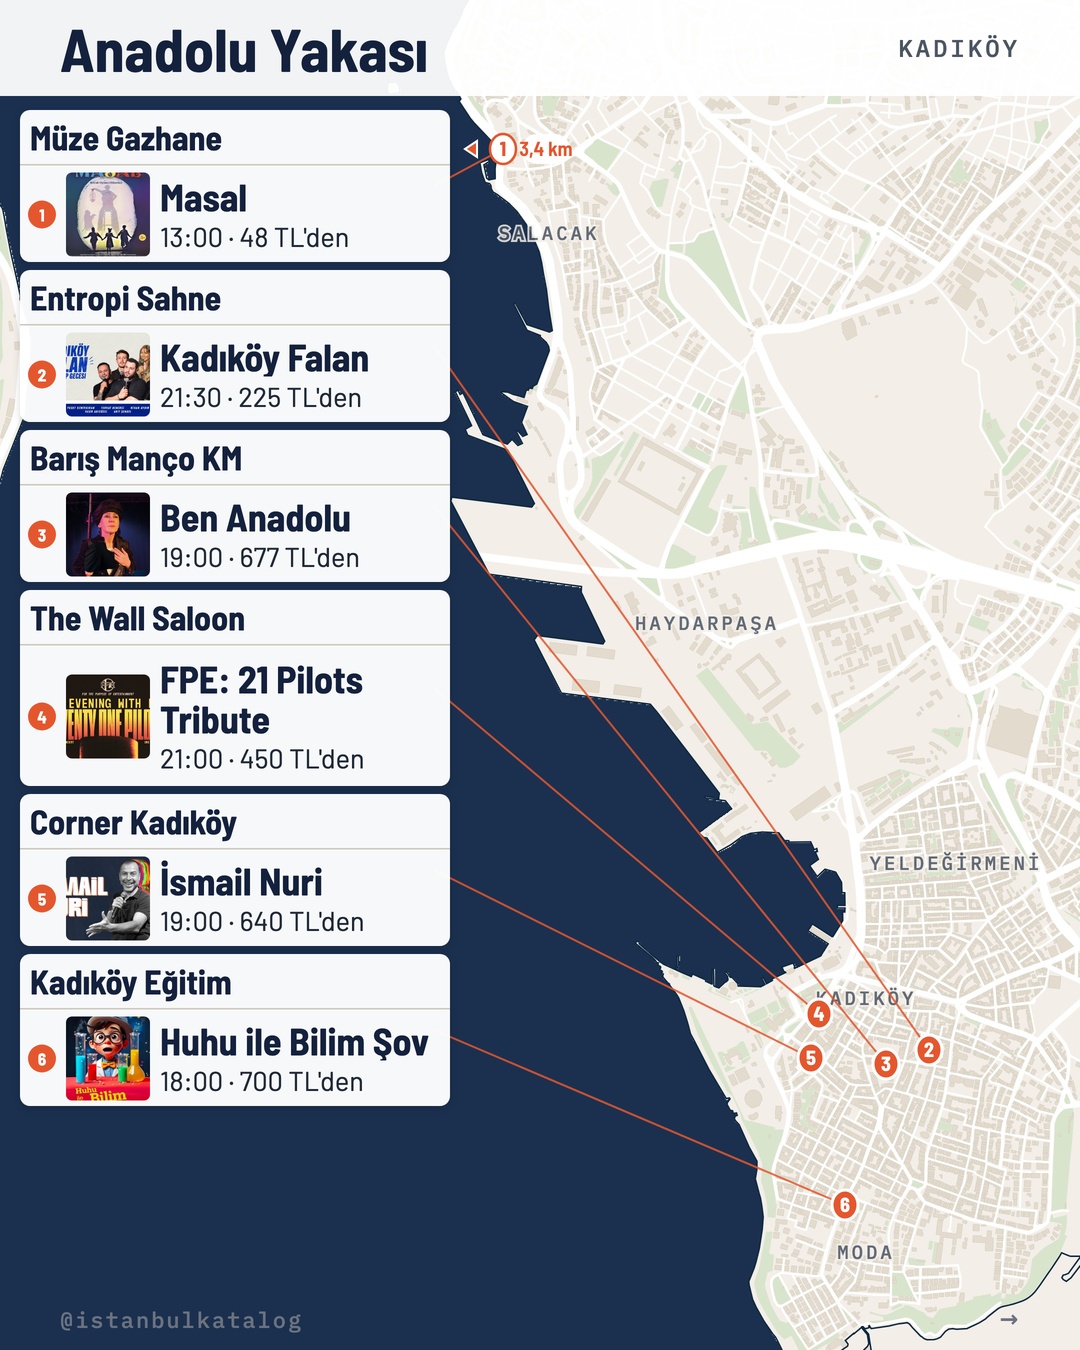 Anadolu Yakası
KADIKÖY
Müze Gazhane
1
Masal
13:00 · 48 TL'den
Entropi Sahne
2
Kadıköy Falan
21:30 · 225 TL'den
Barış Manço KM
3
Ben Anadolu
19:00 · 677 TL'den
The Wall Saloon
4
EVENING WITH
FPE: 21 Pilots
Tribute
21:00 · 450 TL'den
Corner Kadıköy
5
İsmail Nuri
19:00 · 640 TL'den
Kadıköy Eğitim
6
Huhu
Bilim
Huhu ile Bilim Şov
18:00 · 700 TL'den
1 3,4 km
SALACAK
HAYDARPAŞA
YELDEĞİRMENİ
KADIKÖY
4
5
3
2
6
MODA
@istanbulkatalog
→